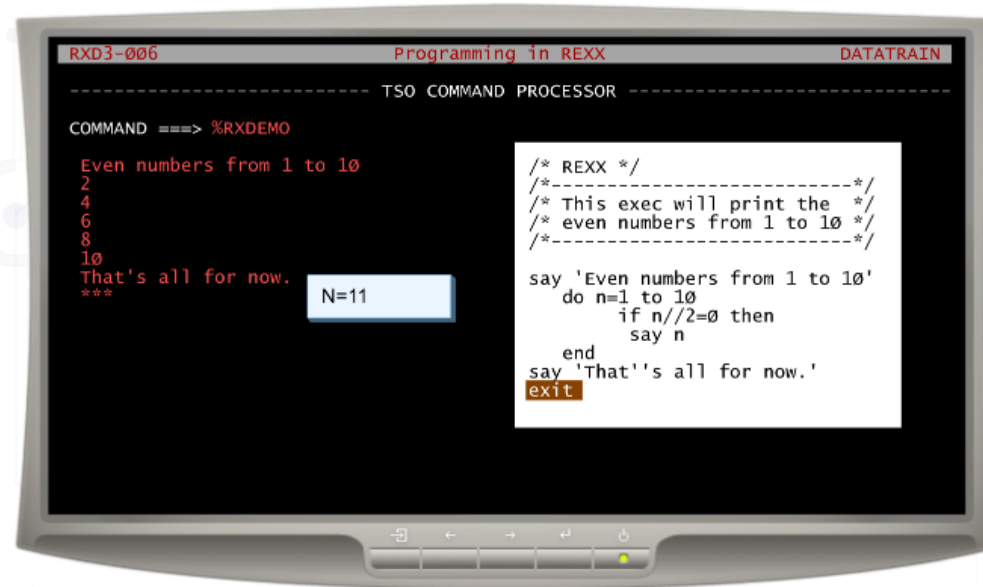 RXD3-ØØ6 Programming in REXX DATATRAIN
--------------------------- TSO COMMAND PROCESSOR -----------------------------
COMMAND ===> %RXDEMO
Even numbers from 1 to 1Ø
2
4
6
8
1Ø
That's all for now.
***
N=11
/* REXX */
/*---------------------------*/
/* This exec will print the */
/* even numbers from 1 to 1Ø */
/*---------------------------*/
say 'Even numbers from 1 to 1Ø'
do n=1 to 1Ø
if n//2=Ø then
say n
end
say 'That''s all for now.'
exit